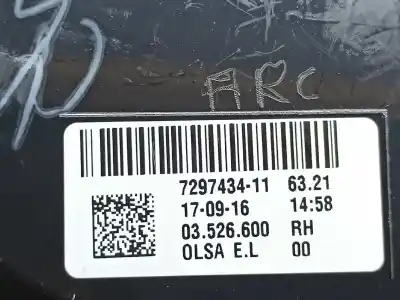 ARC
7297434-11 63.21
17-09-16 14:58
03.526.600 RH
OLSA E.L 00